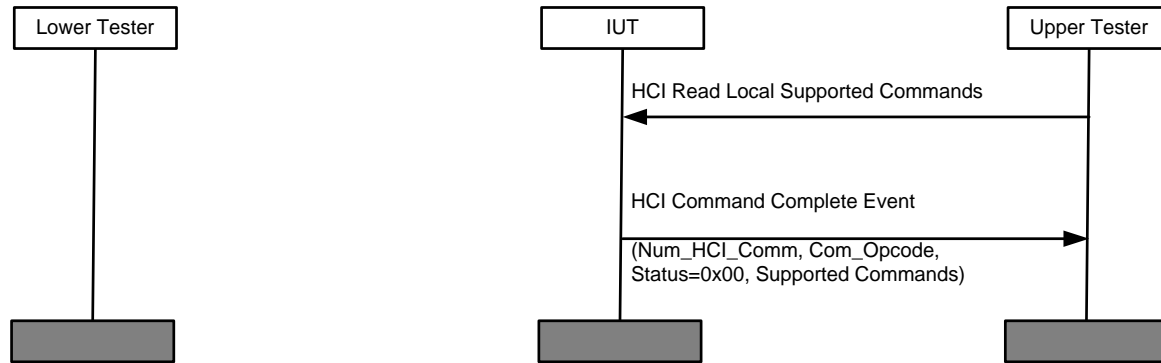 Lower Tester
IUT
Upper Tester
HCI Read Local Supported Commands
HCI Command Complete Event
(Num_HCI_Comm, Com_Opcode,
Status=0x00, Supported Commands)